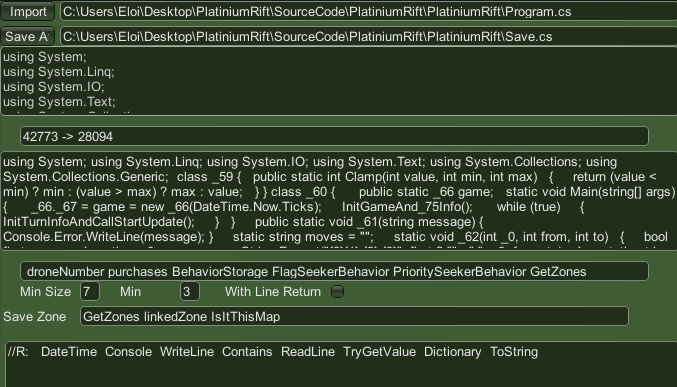 Import C:\Users\Eloi\Desktop\PlatiniumRift\SourceCode\PlatiniumRift\PlatiniumRift\Program.cs
Save A C:\Users\Eloi\Desktop\PlatiniumRift\SourceCode\PlatiniumRift\PlatiniumRift\Save.cs
using System;
using System.Linq;
using System.IO;
using System.Text;
42773 -> 28094
using System; using System.Linq; using System.IO; using System.Text; using System.Collections; using
System.Collections.Generic; class _59 { public static int Clamp(int value, int min, int max) { return (value <
min) ? min : (value > max) ? max : value; } } class _60 { public static _66 game; static void Main(string[] args)
{ _66._67 = game = new _66(DateTime.Now.Ticks); InitGameAnd_75Info(); while (true) {
InitTurnInfoAndCallStartUpdate(); } } public static void _61(string message) {
Console.Error.WriteLine(message); } static string moves = ""; static void _62(int _0, int from, int to) { bool
droneNumber purchases BehaviorStorage FlagSeekerBehavior PrioritySeekerBehavior GetZones
Min Size 7 Min 3 With Line Return
Save Zone GetZones linkedZone IsItThisMap
//R: DateTime Console WriteLine Contains ReadLine TryGetValue Dictionary ToString